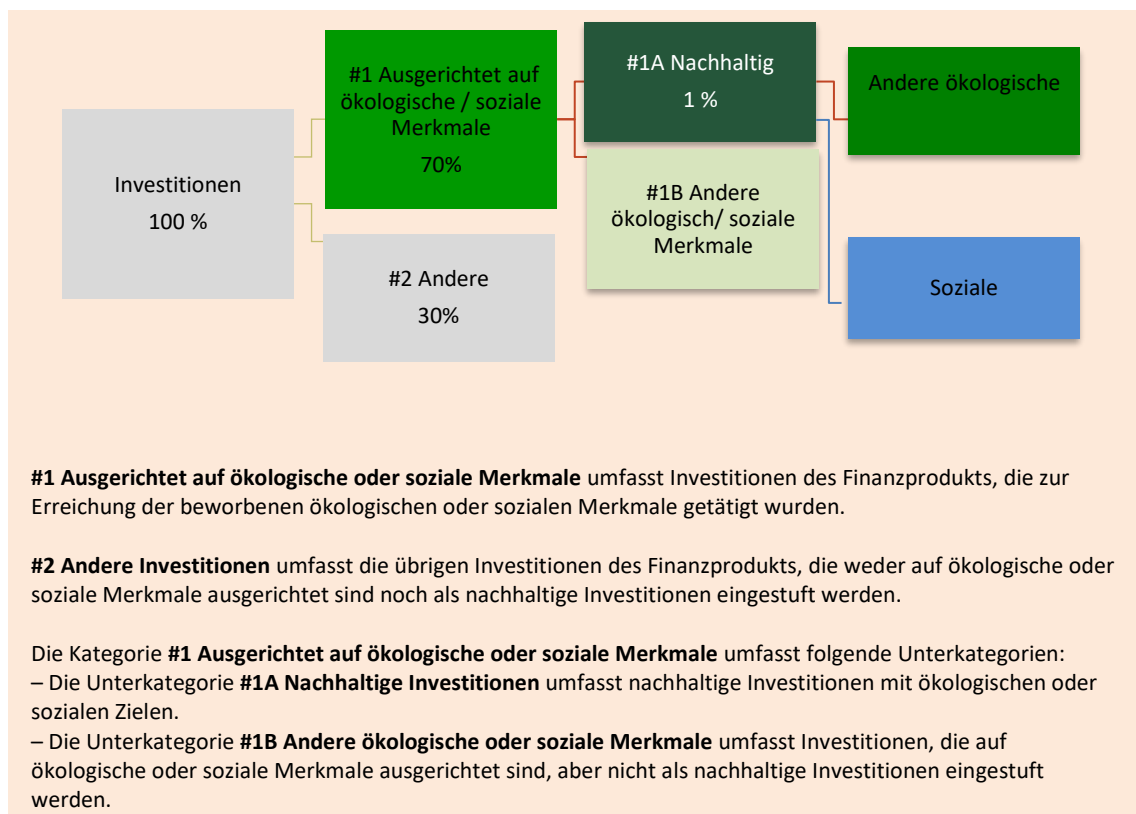 Investitionen
100 %
#1 Ausgerichtet auf
ökologische / soziale
Merkmale
70%
#2 Andere
30%
#1A Nachhaltig
1 %
#1B Andere
ökologisch/ soziale
Merkmale
Andere ökologische
Soziale
#1 Ausgerichtet auf ökologische oder soziale Merkmale umfasst Investitionen des Finanzprodukts, die zur
Erreichung der beworbenen ökologischen oder sozialen Merkmale getätigt wurden.
#2 Andere Investitionen umfasst die übrigen Investitionen des Finanzprodukts, die weder auf ökologische oder
soziale Merkmale ausgerichtet sind noch als nachhaltige Investitionen eingestuft werden.
Die Kategorie #1 Ausgerichtet auf ökologische oder soziale Merkmale umfasst folgende Unterkategorien:
– Die Unterkategorie #1A Nachhaltige Investitionen umfasst nachhaltige Investitionen mit ökologischen oder
sozialen Zielen.
– Die Unterkategorie #1B Andere ökologische oder soziale Merkmale umfasst Investitionen, die auf
ökologische oder soziale Merkmale ausgerichtet sind, aber nicht als nachhaltige Investitionen eingestuft
werden.